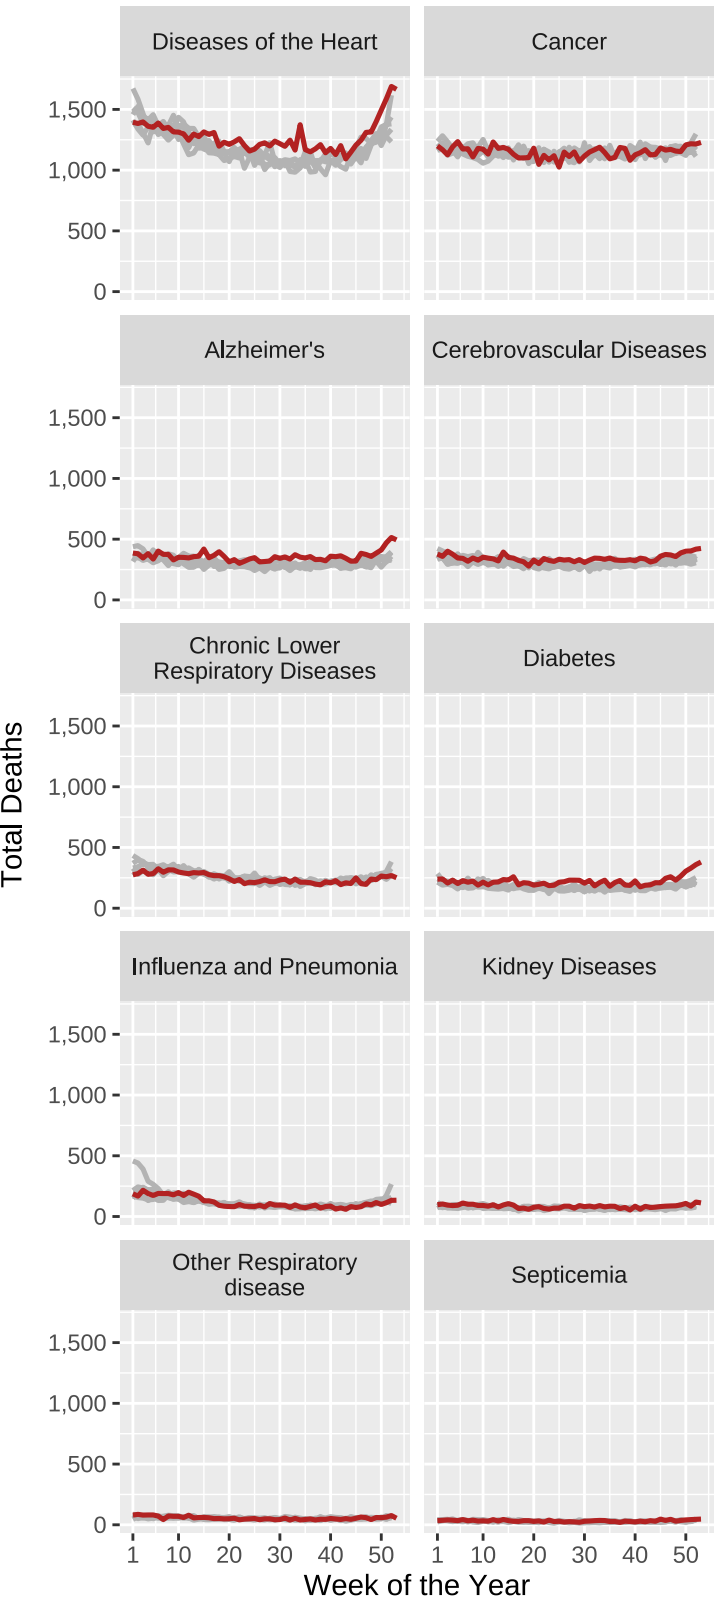 Diseases of the Heart
Cancer
1,500
1,000
500
0
Alzheimer's
Cerebrovascular Diseases
1,500
1,000
500
0
Chronic Lower
Respiratory Diseases
Diabetes
1,500
1,000
500
0
Total Deaths
Influenza and Pneumonia
Kidney Diseases
1,500
1,000
500
0
Other Respiratory
disease
Septicemia
1,500
1,000
500
0
1 10 20 30 40 50 1 10 20 30 40 50
Week of the Year